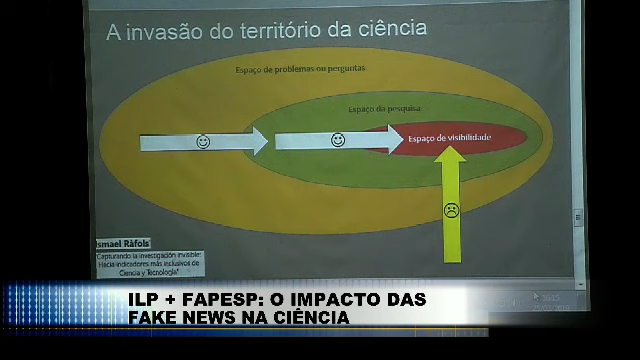 A invasão do território da ciência
Espaço de problemas ou perguntas
Espaço da pesquisa
Espaço de visibilidade
Ismael Ràfols
"Capturando la investigación invisible:
Hacia indicadores más inclusivos de
Ciencia y Tecnología"
ILP + FAPESP: O IMPACTO DAS
FAKE NEWS NA CIÊNCIA